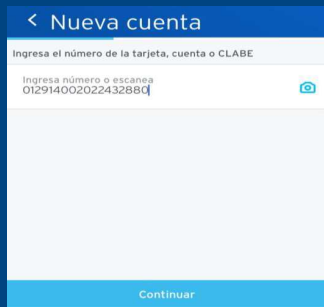 < Nueva cuenta
Ingresa el número de la tarjeta, cuenta o CLABE
Ingresa número o escanea
012914002022432880
Continuar